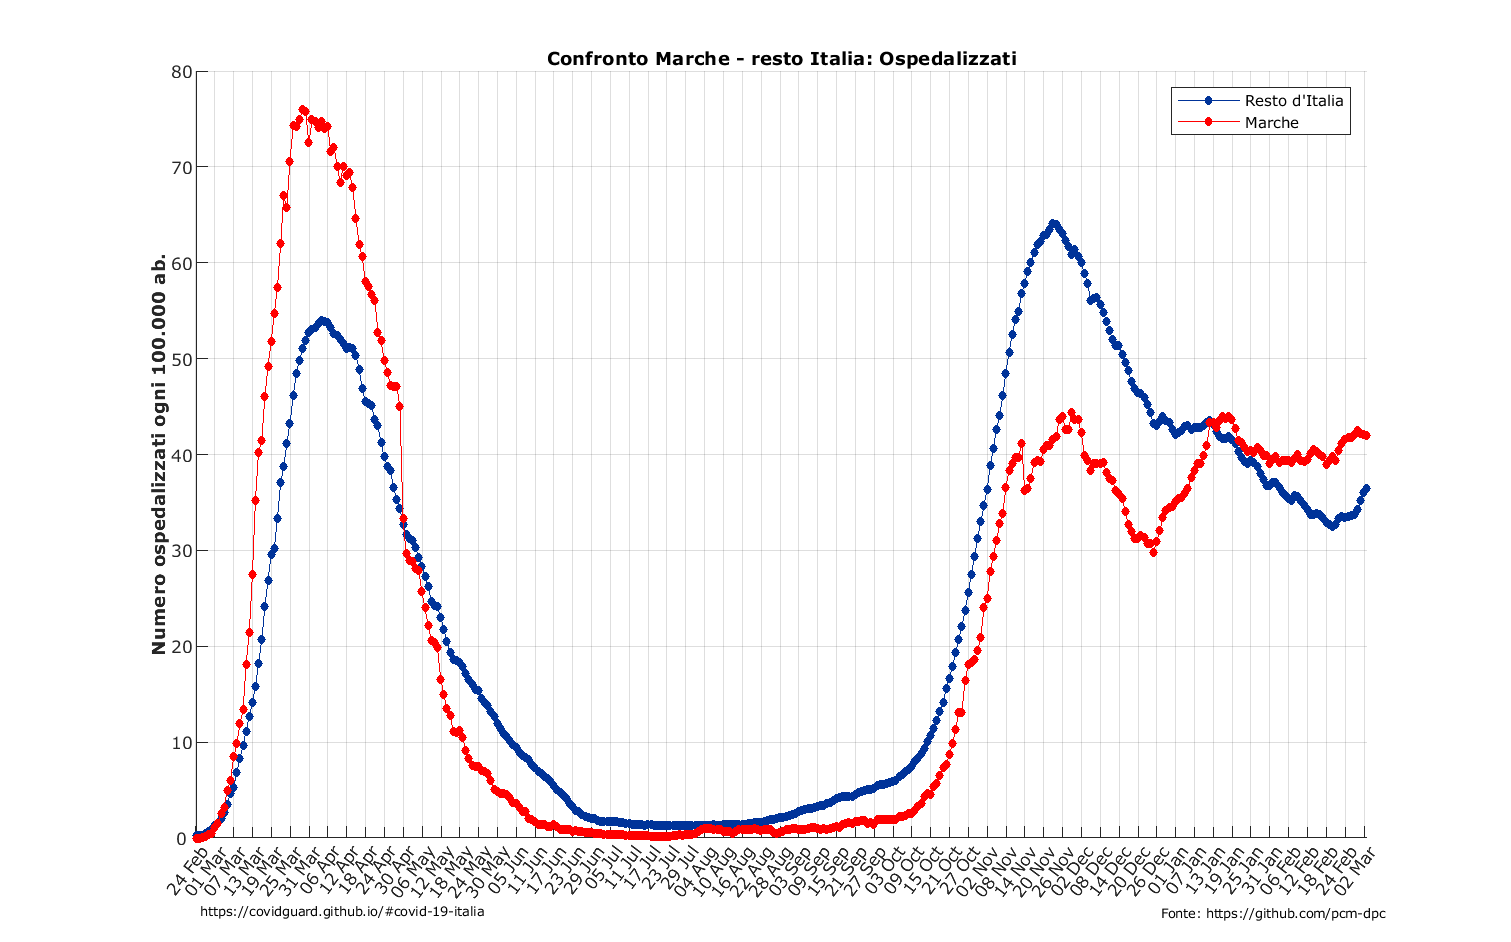 Confronto Marche - resto Italia: Ospedalizzati
Resto d'Italia
Marche
Numero ospedalizzati ogni 100.000 ab.
80
70
60
50
40
30
20
10
0
24 Feb
01 Mar
07 Mar
13 Mar
19 Mar
25 Mar
31 Mar
06 Apr
12 Apr
18 Apr
24 Apr
30 Apr
06 May
12 May
18 May
24 May
30 May
05 Jun
11 Jun
17 Jun
23 Jun
29 Jun
05 Jul
11 Jul
17 Jul
23 Jul
29 Jul
04 Aug
10 Aug
16 Aug
22 Aug
28 Aug
03 Sep
09 Sep
15 Sep
21 Sep
27 Sep
03 Oct
09 Oct
15 Oct
21 Oct
27 Oct
02 Nov
08 Nov
14 Nov
20 Nov
26 Nov
02 Dec
08 Dec
14 Dec
20 Dec
26 Dec
01 Jan
07 Jan
13 Jan
19 Jan
25 Jan
31 Jan
06 Feb
12 Feb
18 Feb
24 Feb
02 Mar
https://covidguard.github.io/#covid-19-italia
Fonte: https://github.com/pcm-dpc